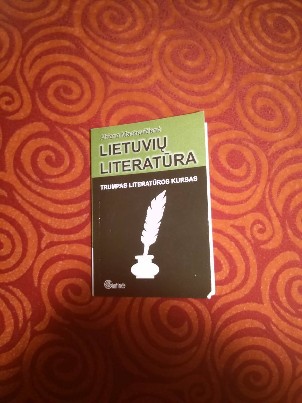 LIETUVIŲ
LITERATŪRA
TRUMPAS LITERATŪROS KURSAS